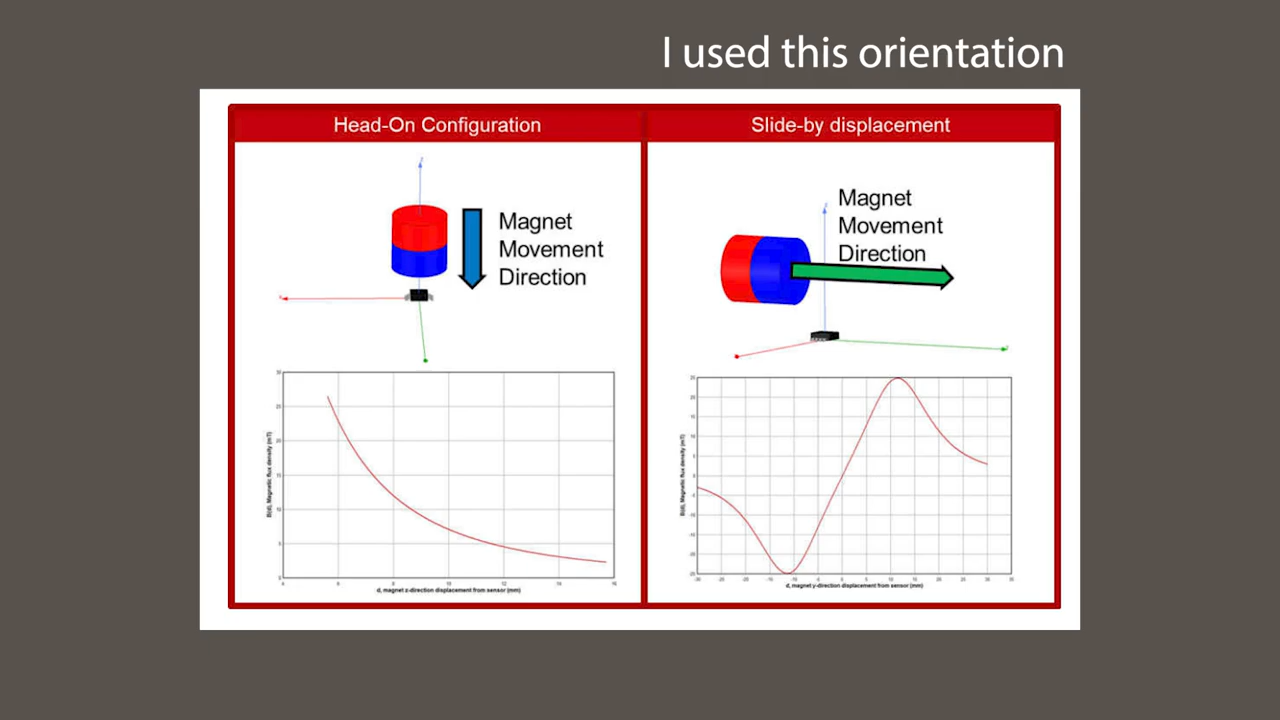 I used this orientation
Head-On Configuration
Slide-by displacement
Magnet
Movement
Direction
Magnet
Movement
Direction
B(d), Magnetic flux density (mT)
d, magnet z-direction displacement from sensor (mm)
B(d), Magnetic flux density (mT)
d, magnet y-direction displacement from sensor (mm)